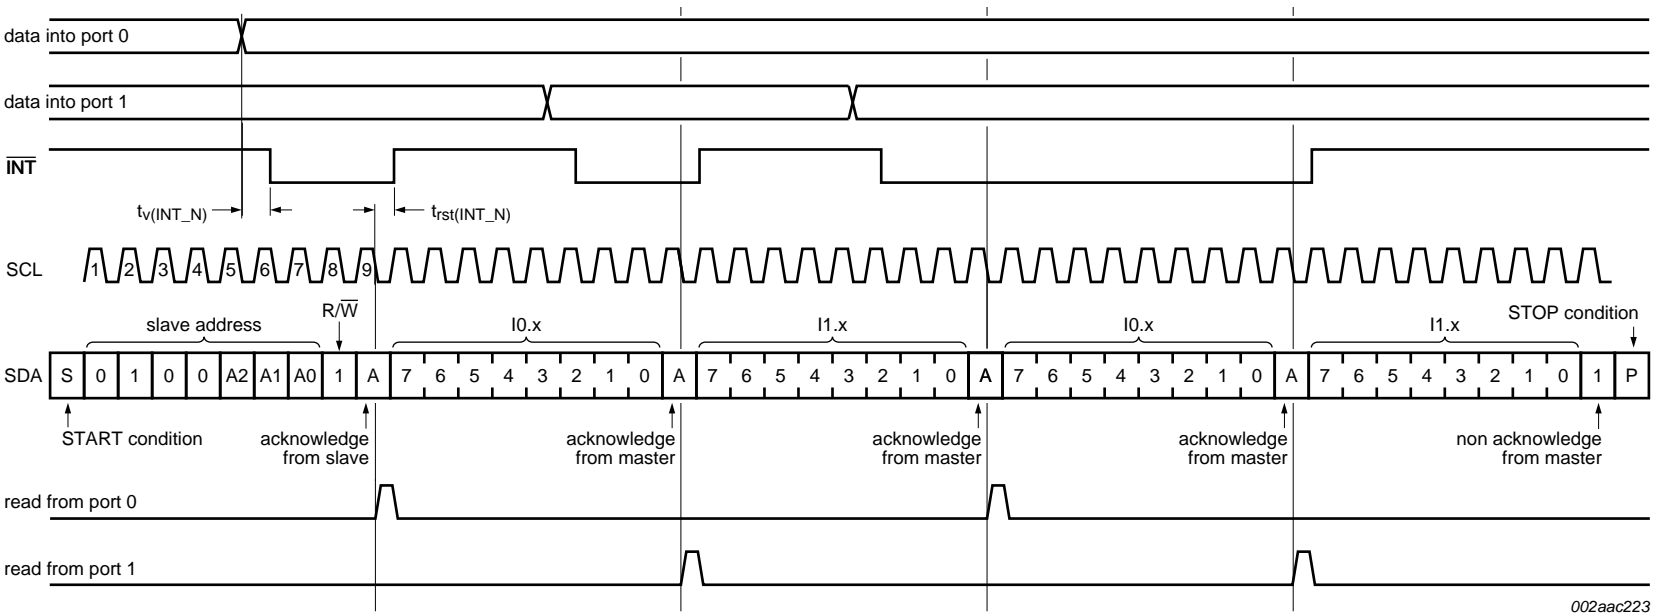 data into port 0
data into port 1
INT
tv(INT_N)
trst(INT_N)
SCL
1 2 3 4 5 6 7 8 9
R/W
STOP condition
slave address
I0.x
I1.x
I0.x
I1.x
SDA S 0 1 0 0 A2 A1 A0 1 A 7 6 5 4 3 2 1 0 A 7 6 5 4 3 2 1 0 A 7 6 5 4 3 2 1 0 A 7 6 5 4 3 2 1 0 1 P
START condition
acknowledge
from slave
acknowledge
from master
acknowledge
from master
acknowledge
from master
non acknowledge
from master
read from port 0
read from port 1
002aac223